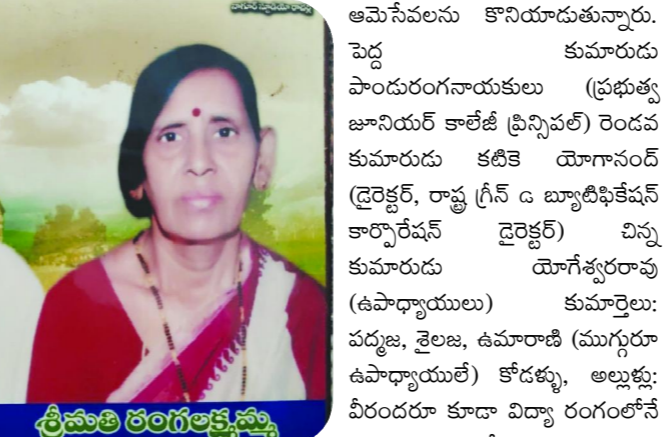 ఆమెసేవలను కొనియాడుతున్నారు.
పెద్ద కుమారుడు
పాండురంగనాయకులు (ప్రభుత్వ
జూనియర్ కాలేజీ ప్రిన్సిపల్) రెండవ
కుమారుడు కటికె యోగానంద్
(డైరెక్టర్, రాష్ట్ర గ్రీన్ డ బ్యూటిఫికేషన్
కార్పొరేషన్ డైరెక్టర్) చిన్న
కుమారుడు యోగేశ్వరరావు
(ఉపాధ్యాయులు) కుమార్తెలు:
పద్మజ, శైలజ, ఉమారాణి (ముగ్గురూ
ఉపాధ్యాయులే) కోడళ్ళు, అల్లుళ్లు:
వీరందరూ కూడా విద్యా రంగంలోనే
శ్రీమతి రంగలక్ష్మమ్మ